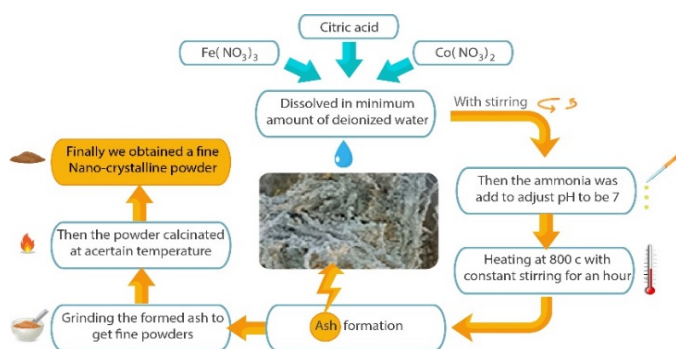 Citric acid
Fe( NO₃)₃
Co( NO₃)₂
Dissolved in minimum
amount of deionized water
With stirring
Then the ammonia was
add to adjust pH to be 7
Heating at 800 c with
constant stirring for an hour
Ash formation
Grinding the formed ash to
get fine powders
Then the powder calcinated
at acertain temperature
Finally we obtained a fine
Nano-crystalline powder